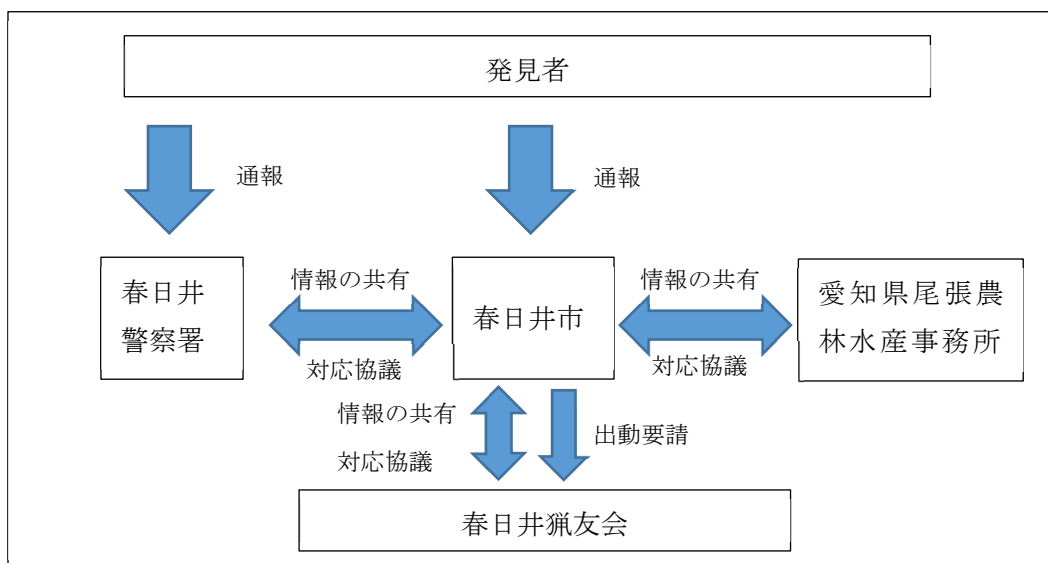 発見者
通報
通報
春日井
警察署
情報の共有
対応協議
春日井市
情報の共有
対応協議
愛知県尾張農
林水産事務所
情報の共有
対応協議
出動要請
春日井猟友会